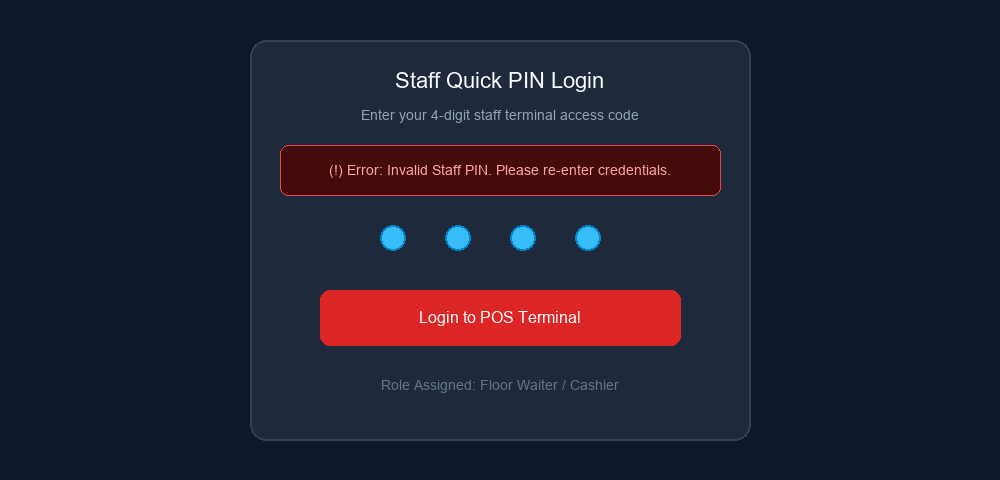 Staff Quick PIN Login
Enter your 4-digit staff terminal access code
(!) Error: Invalid Staff PIN. Please re-enter credentials.
Login to POS Terminal
Role Assigned: Floor Waiter / Cashier